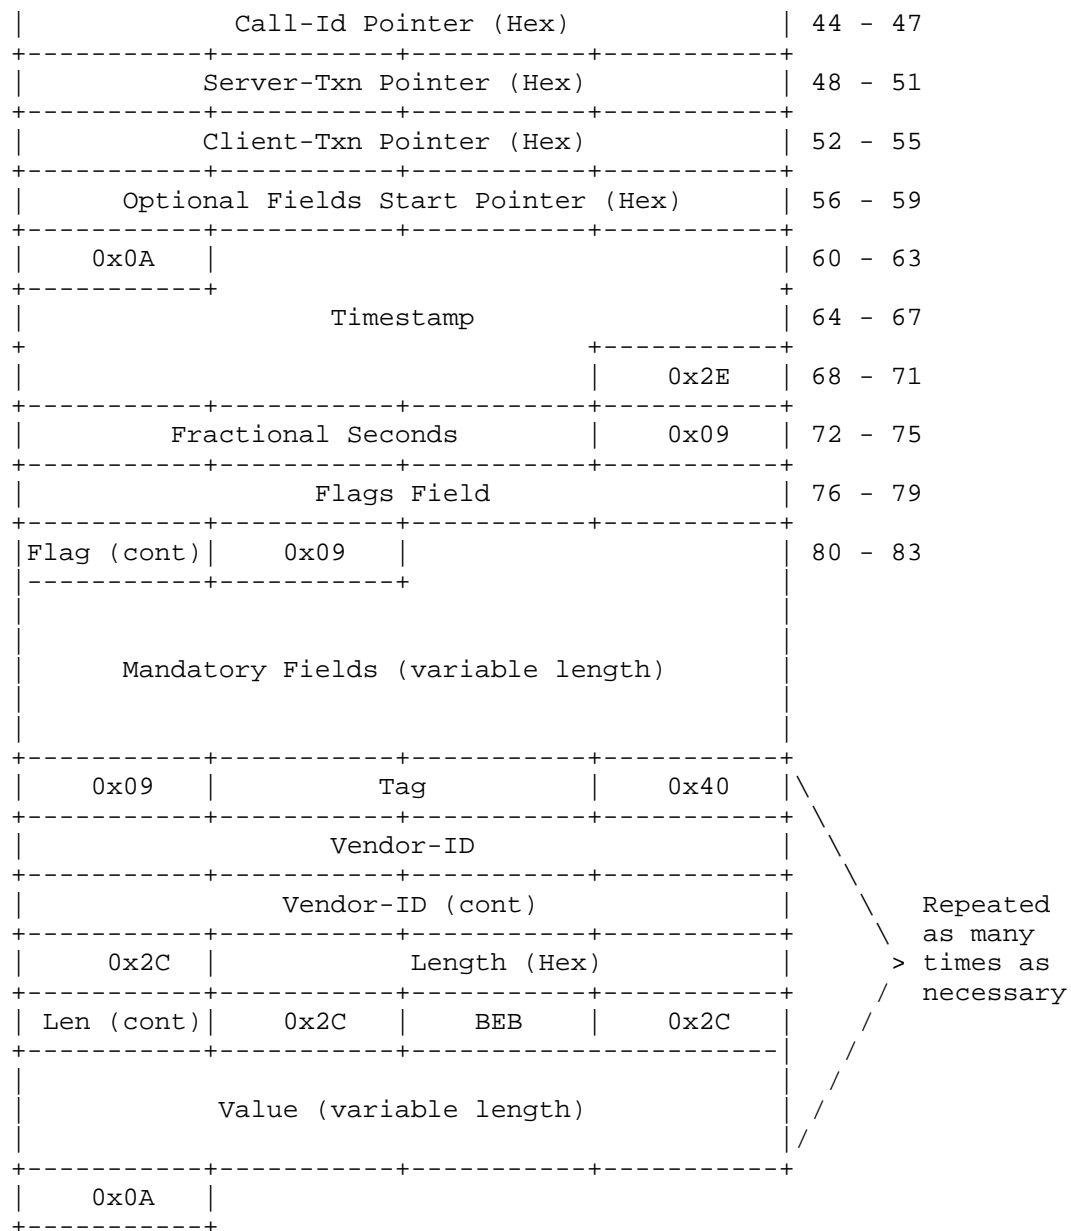 |           Call-Id Pointer (Hex)             | 44 - 47
+-----------+-----------+-----------+-----------+
|         Server-Txn Pointer (Hex)            | 48 - 51
+-----------+-----------+-----------+-----------+
|         Client-Txn Pointer (Hex)            | 52 - 55
+-----------+-----------+-----------+-----------+
|     Optional Fields Start Pointer (Hex)     | 56 - 59
+-----------+-----------+-----------+-----------+
|    0x0A   |                                 | 60 - 63
+-----------+                                   +
|                  Timestamp                  | 64 - 67
+                                   +-----------+
|                                 |    0x2E   | 68 - 71
+-----------+-----------+-----------+-----------+
|        Fractional Seconds       |    0x09   | 72 - 75
+-----------+-----------+-----------+-----------+
|                 Flags Field                 | 76 - 79
+-----------+-----------+-----------+-----------+
|Flag (cont)|   0x09    |                     | 80 - 83
|-----------+-----------+                       |
|                                             |
|                                             |
|     Mandatory Fields (variable length)      |
|                                             |
|                                             |
+-----------+-----------+-----------+-----------+
|    0x09   |         Tag         |    0x40   |\
+-----------+-----------+-----------+-----------+ \
|                  Vendor-ID                  |  \
+-----------+-----------+-----------+-----------+   \
|               Vendor-ID (cont)              |    \  Repeated
+-----------+-----------+-----------+-----------+     \ as many
|    0x2C   |           Length (Hex)          |      > times as
+-----------+-----------+-----------+-----------+     / necessary
| Len (cont)|    0x2C   |   BEB   |    0x2C   |    /
+-----------+-----------+-----------------------|   /
|                                             |  /
|           Value (variable length)           | /
|                                             |/
+-----------+-----------+-----------+-----------+
|    0x0A   |
+-----------+